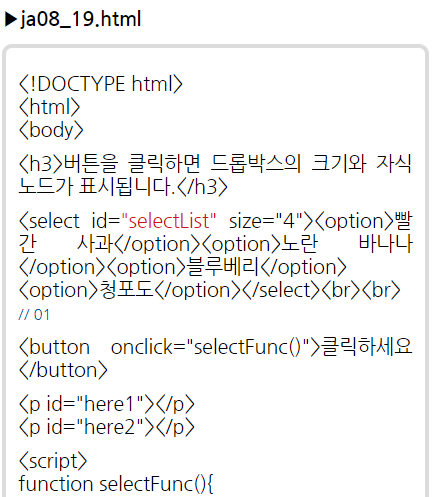 ▶ja08_19.html
<!DOCTYPE html>
<html>
<body>
<h3>버튼을 클릭하면 드롭박스의 크기와 자식
노드가 표시됩니다.</h3>
<select id="selectList" size="4"><option>빨
간 사과</option><option>노란 바나나
</option><option>블루베리</option>
<option>청포도</option></select><br><br>
// 01
<button onclick="selectFunc()">클릭하세요
</button>
<p id="here1"></p>
<p id="here2"></p>
<script>
function selectFunc(){